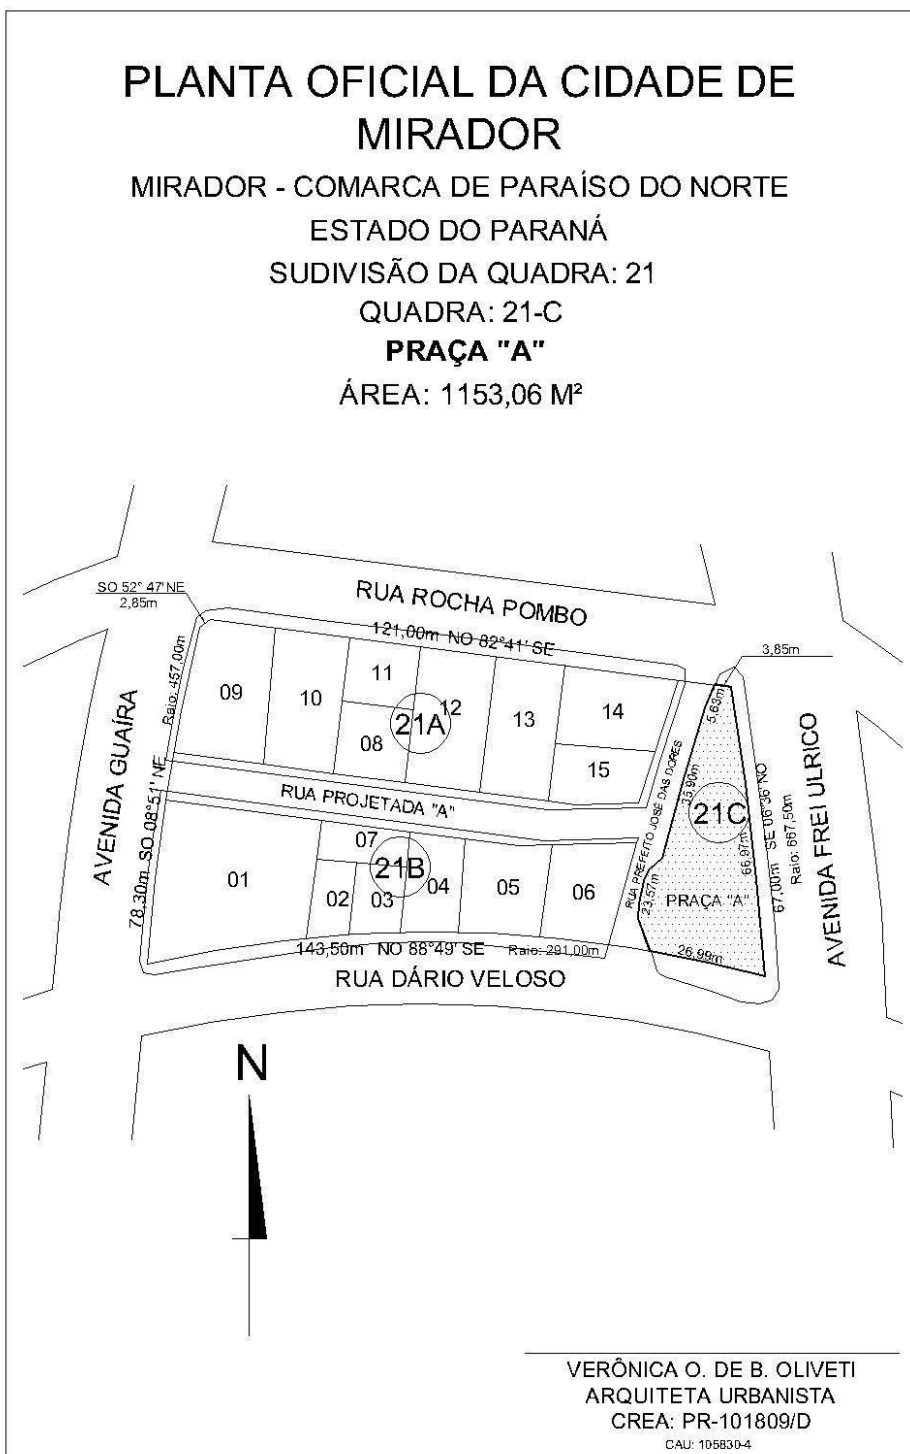 PLANTA OFICIAL DA CIDADE DE
MIRADOR
MIRADOR - COMARCA DE PARAÍSO DO NORTE
ESTADO DO PARANÁ
SUDIVISÃO DA QUADRA: 21
QUADRA: 21-C
PRAÇA "A"
ÁREA: 1153,06 M²
SO 52° 47' NE
2,85m
RUA ROCHA POMBO
121,00m NO 82°41' SE
3,85m
Raio: 457,00m
09
10
11
12
21A
08
13
14
15
5,63m
35,90m
RUA PREFEITO JOSÉ DAS DORES
21C
66,97m
67,00m SE 06°36' NO
Raio: 667,50m
AVENIDA FREI ULRICO
AVENIDA GUAÍRA
78,30m SO 08°51' NE
RUA PROJETADA "A"
01
07
21B
02
03
04
05
06
23,57m
PRAÇA "A"
26,99m
143,50m NO 88°49' SE
Raio: 291,00m
RUA DÁRIO VELOSO
N
VERÔNICA O. DE B. OLIVETI
ARQUITETA URBANISTA
CREA: PR-101809/D
CAU: 105830-4